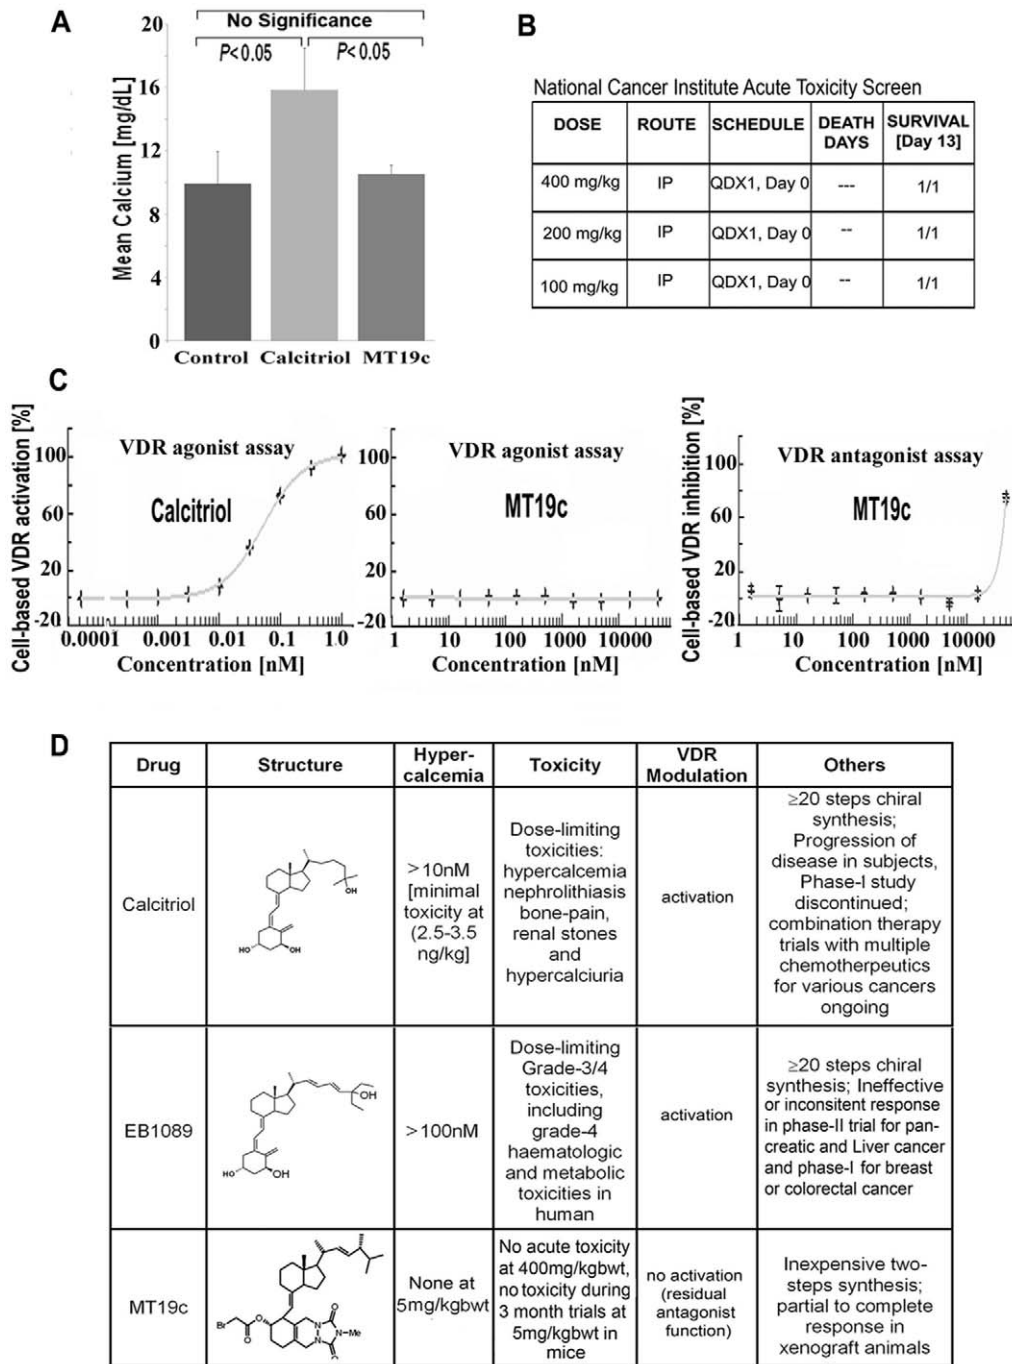 A
No Significance
P<0.05
P<0.05
Mean Calcium [mg/dL]
20
16
12
8
4
0
Control Calcitriol MT19c
B
National Cancer Institute Acute Toxicity Screen
DOSE ROUTE SCHEDULE DEATH DAYS SURVIVAL [Day 13]
400 mg/kg IP QDX1, Day 0 --- 1/1
200 mg/kg IP QDX1, Day 0 -- 1/1
100 mg/kg IP QDX1, Day 0 -- 1/1
C
Cell-based VDR activation [%]
VDR agonist assay
Calcitriol
100
60
20
-20
0.0001 0.01 0.1 1.0
Concentration [nM]
VDR agonist assay
MT19c
100
60
20
-20
1 10 100 1000 10000
Concentration [nM]
Cell-based VDR inhibition [%]
VDR antagonist assay
MT19c
100
60
20
-20
1 10 100 1000 10000
Concentration [nM]
D
Drug
Structure
Hyper-
calcemia
Toxicity
VDR
Modulation
Others
Calcitriol
OH
HO
OH
>10nM
[minimal
toxicity at
(2.5-3.5
ng/kg]
Dose-limiting
toxicities:
hypercalcemia
nephrolithiasis
bone-pain,
renal stones
and
hypercalciuria
activation
≥20 steps chiral
synthesis;
Progression of
disease in subjects,
Phase-I study
discontinued;
combination therapy
trials with multiple
chemotherpeutics
for various cancers
ongoing
EB1089
OH
HO
OH
>100nM
Dose-limiting
Grade-3/4
toxicities,
including
grade-4
haematologic
and metabolic
toxicities in
human
activation
≥20 steps chiral
synthesis; Ineffective
or inconsitent response
in phase-II trial for pan-
creatic and Liver cancer
and phase-I for breast
or colorectal cancer
MT19c
Br
O
O
O
N
N
N-Me
O
None at
5mg/kgbwt
No acute toxicity
at 400mg/kgbwt,
no toxicity during
3 month trials at
5mg/kgbwt in
mice
no activation
(residual
antagonist
function)
Inexpensive two-
steps synthesis;
partial to complete
response in
xenograft animals